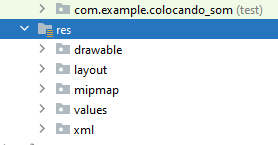 com.example.colocando_som (test)
res
drawable
layout
mipmap
values
xml